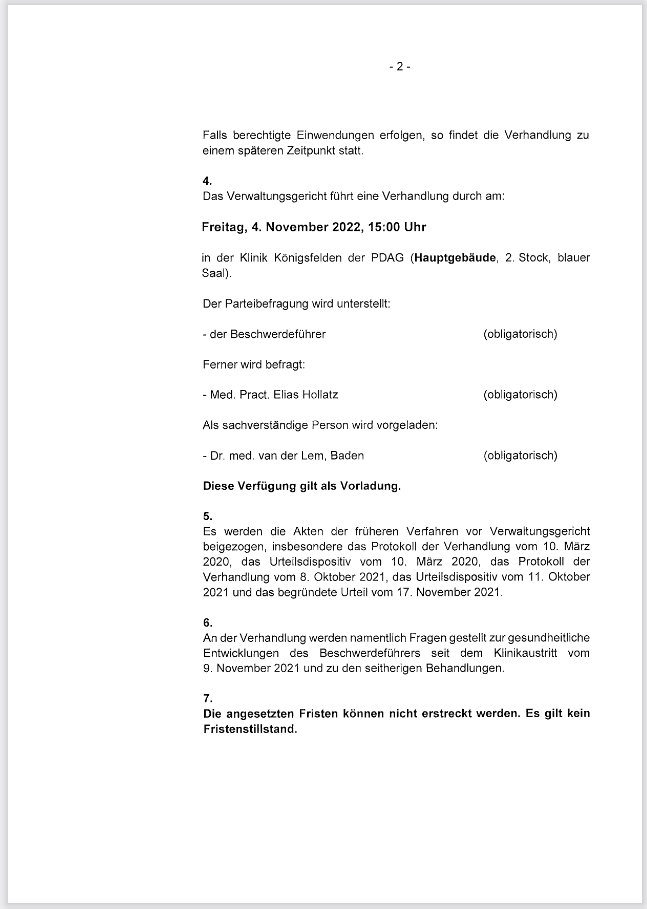 - 2 -
Falls berechtigte Einwendungen erfolgen, so findet die Verhandlung zu
einem späteren Zeitpunkt statt.
4.
Das Verwaltungsgericht führt eine Verhandlung durch am:
Freitag, 4. November 2022, 15:00 Uhr
in der Klinik Königsfelden der PDAG (Hauptgebäude, 2. Stock, blauer
Saal).
Der Parteibefragung wird unterstellt:
- der Beschwerdeführer (obligatorisch)
Ferner wird befragt:
- Med. Pract. Elias Hollatz (obligatorisch)
Als sachverständige Person wird vorgeladen:
- Dr. med. van der Lem, Baden (obligatorisch)
Diese Verfügung gilt als Vorladung.
5.
Es werden die Akten der früheren Verfahren vor Verwaltungsgericht
beigezogen, insbesondere das Protokoll der Verhandlung vom 10. März
2020, das Urteilsdispositiv vom 10. März 2020, das Protokoll der
Verhandlung vom 8. Oktober 2021, das Urteilsdispositiv vom 11. Oktober
2021 und das begründete Urteil vom 17. November 2021.
6.
An der Verhandlung werden namentlich Fragen gestellt zur gesundheitliche
Entwicklungen des Beschwerdeführers seit dem Klinikaustritt vom
9. November 2021 und zu den seitherigen Behandlungen.
7.
Die angesetzten Fristen können nicht erstreckt werden. Es gilt kein
Fristenstillstand.